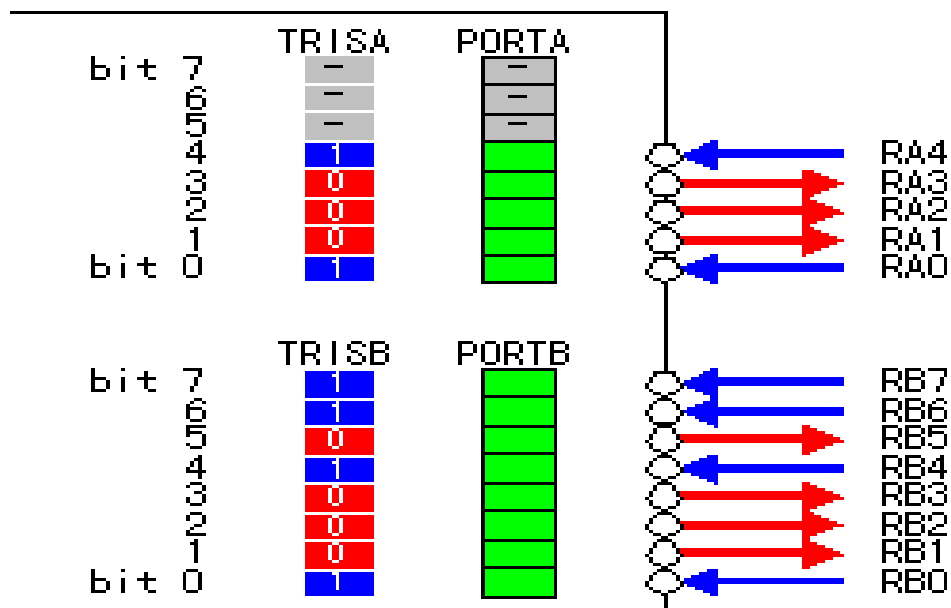 TRISA PORTA
bit 7 — —
6 — —
5 — —
4 1 RA4
3 0 RA3
2 0 RA2
1 0 RA1
bit 0 1 RA0
TRISB PORTB
bit 7 1 RB7
6 1 RB6
5 0 RB5
4 1 RB4
3 0 RB3
2 0 RB2
1 0 RB1
bit 0 1 RB0